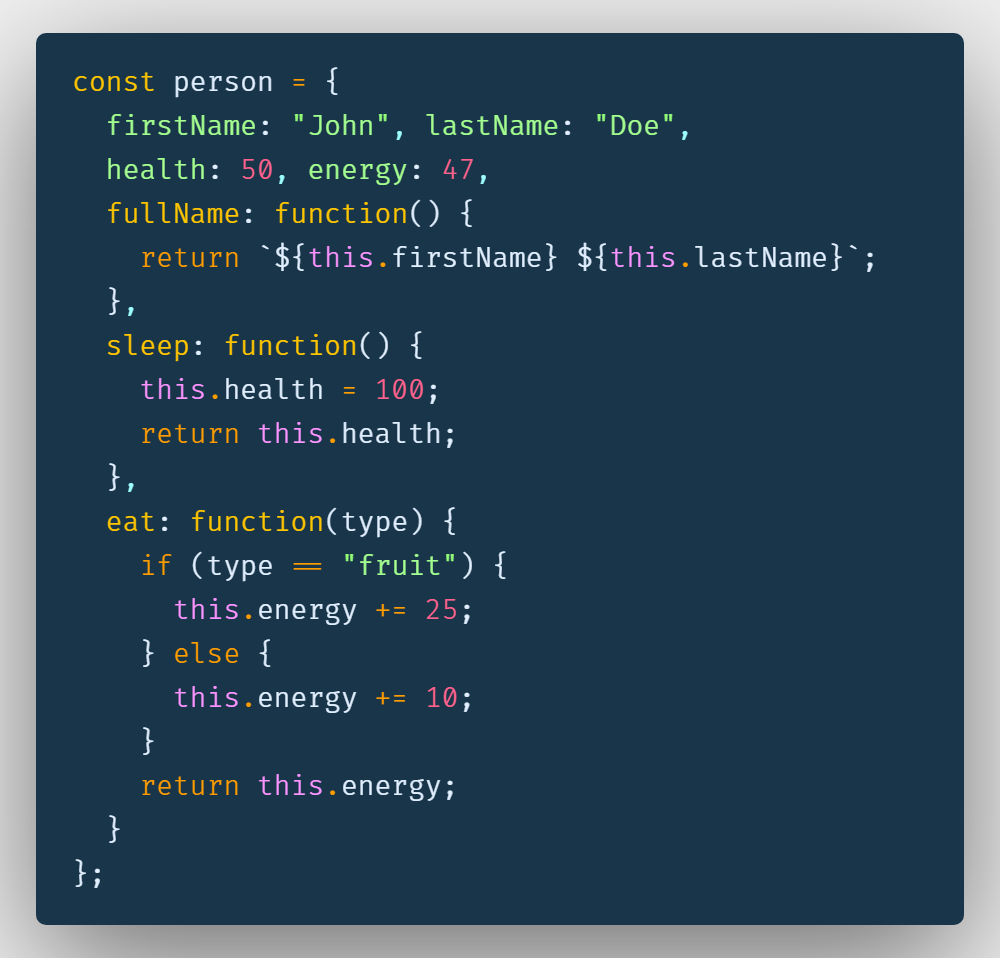 const person = {
  firstName: "John", lastName: "Doe",
  health: 50, energy: 47,
  fullName: function() {
    return `${this.firstName} ${this.lastName}`;
  },
  sleep: function() {
    this.health = 100;
    return this.health;
  },
  eat: function(type) {
    if (type == "fruit") {
      this.energy += 25;
    } else {
      this.energy += 10;
    }
    return this.energy;
  }
};